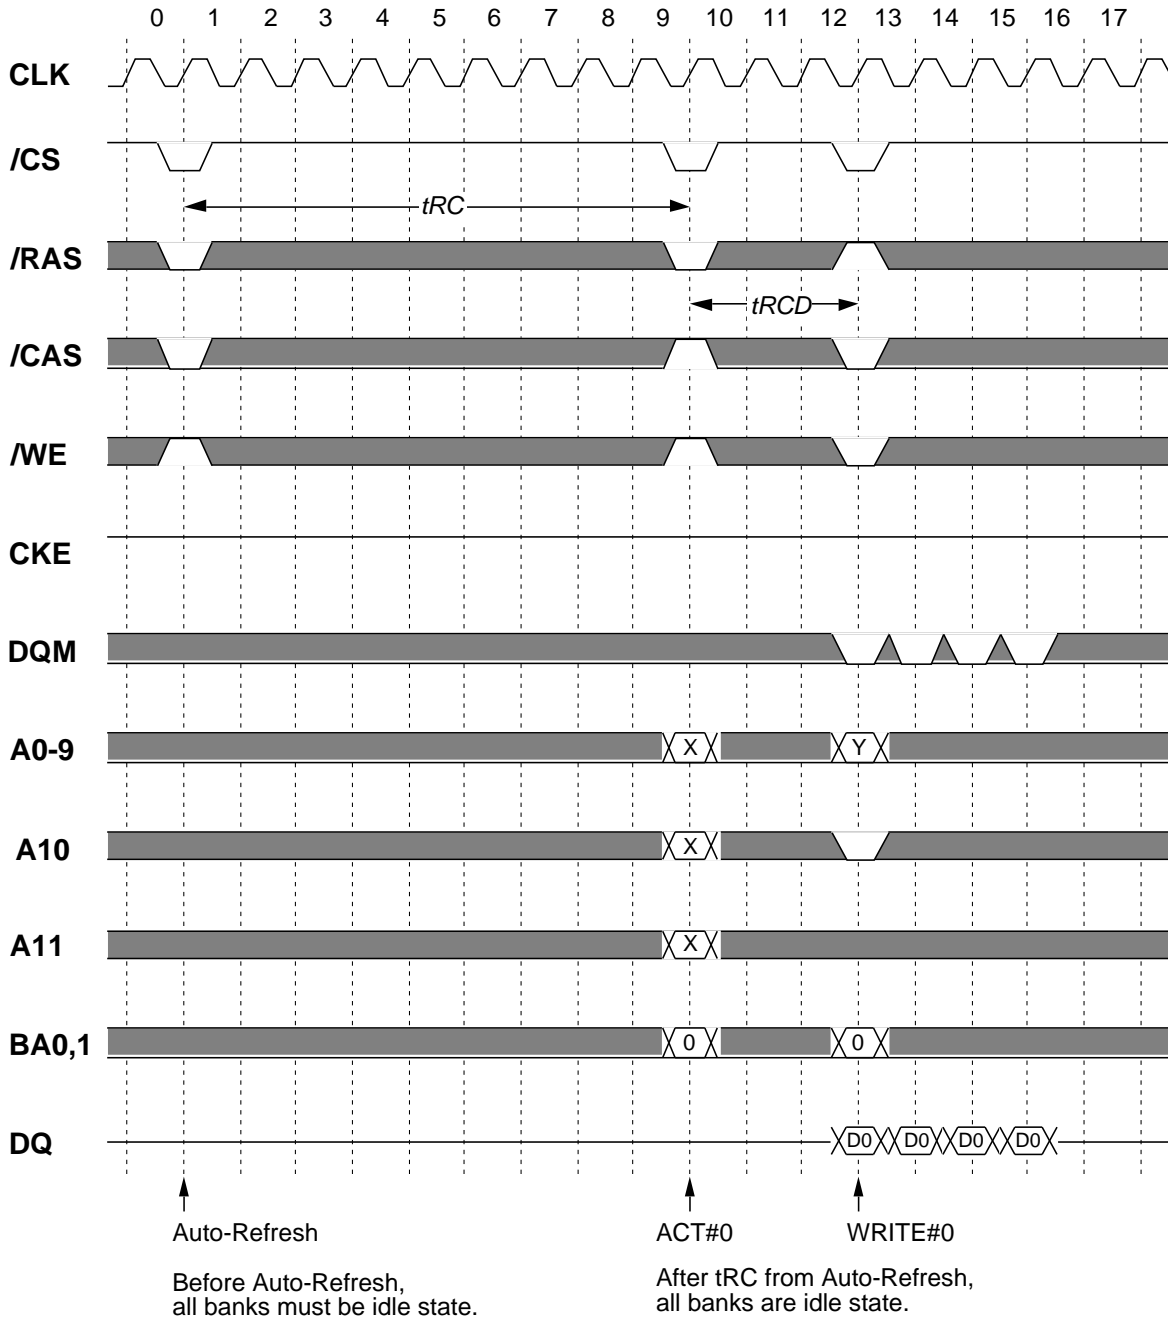 0 1 2 3 4 5 6 7 8 9 10 11 12 13 14 15 16 17
CLK
/CS
tRC
/RAS
tRCD
/CAS
/WE
CKE
DQM
A0-9 X Y
A10 X
A11 X
BA0,1 0 0
DQ D0 D0 D0 D0
Auto-Refresh ACT#0 WRITE#0
Before Auto-Refresh,
all banks must be idle state.
After tRC from Auto-Refresh,
all banks are idle state.